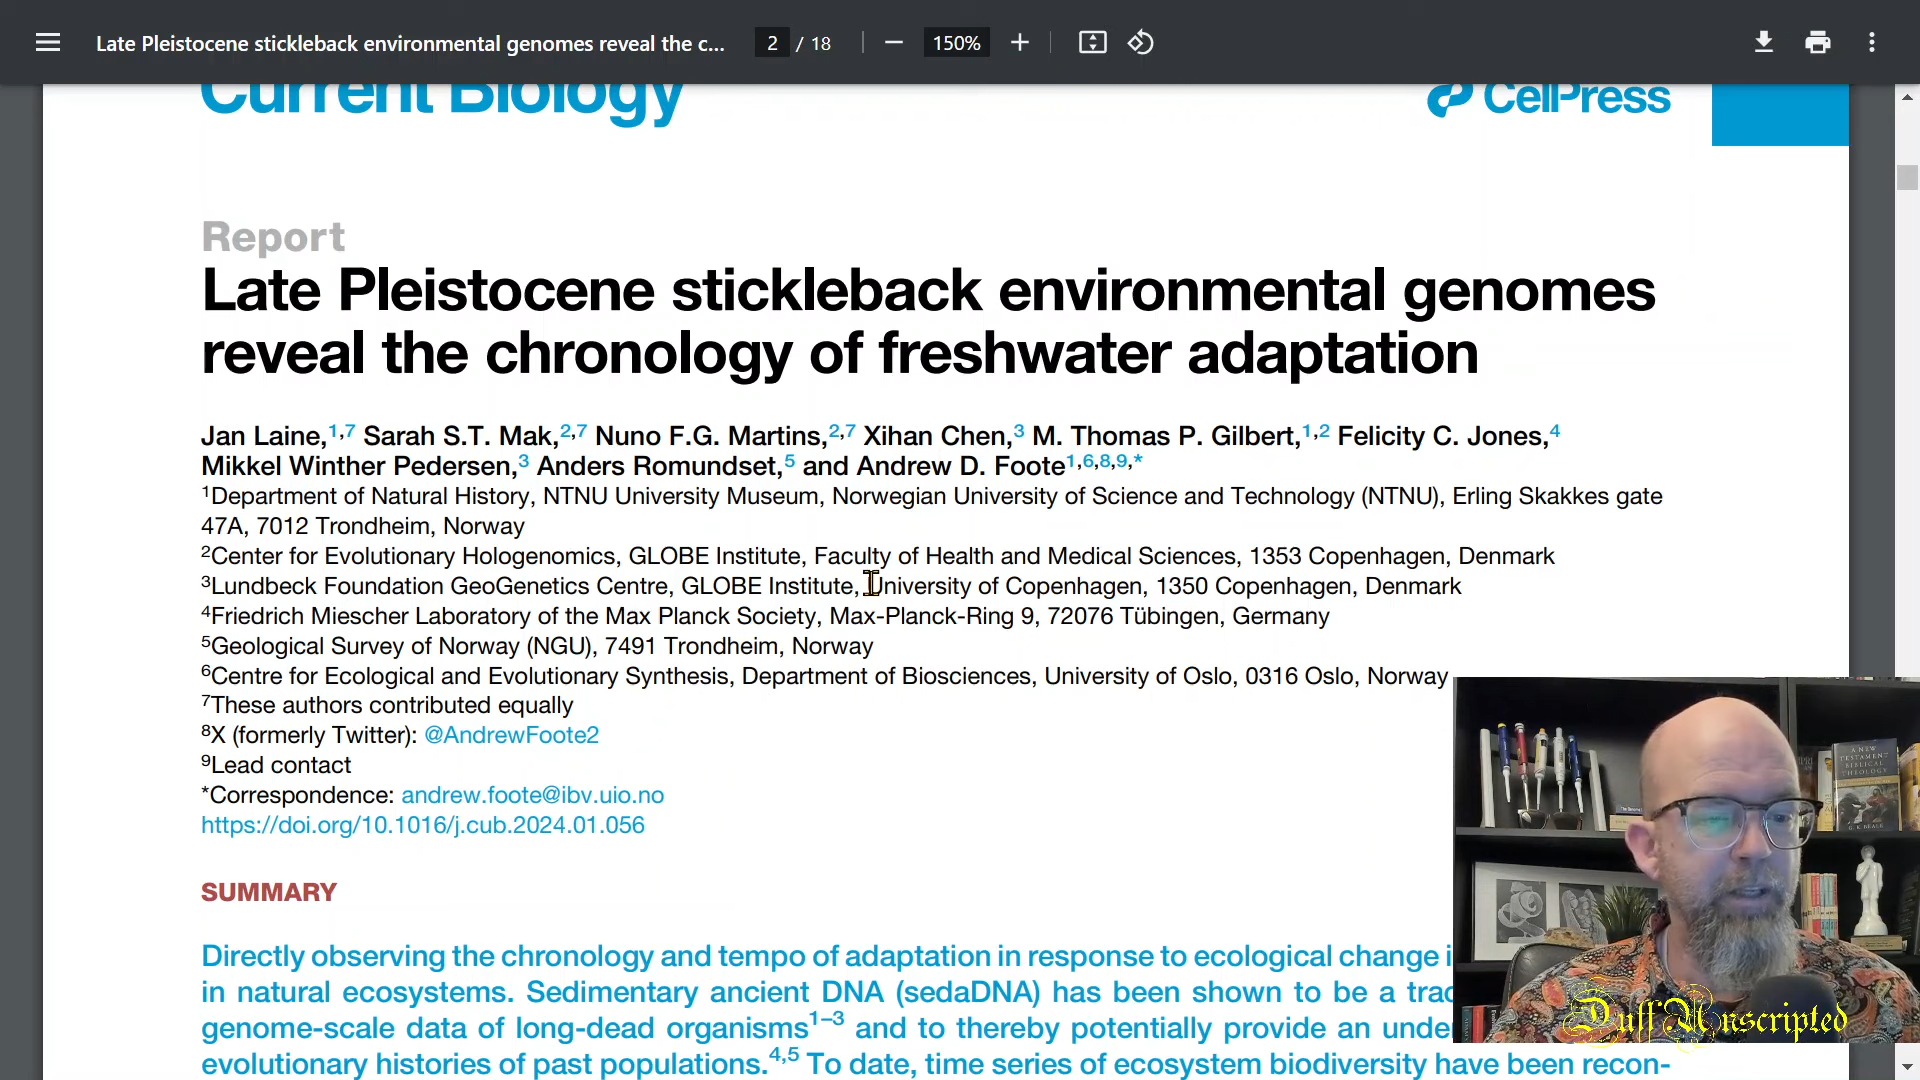 Late Pleistocene stickleback environmental genomes reveal the c... 2 / 18 150%
Current Biology CellPress
Report
Late Pleistocene stickleback environmental genomes
reveal the chronology of freshwater adaptation
Jan Laine,1,7 Sarah S.T. Mak,2,7 Nuno F.G. Martins,2,7 Xihan Chen,3 M. Thomas P. Gilbert,1,2 Felicity C. Jones,4
Mikkel Winther Pedersen,3 Anders Romundset,5 and Andrew D. Foote1,6,8,9,*
1Department of Natural History, NTNU University Museum, Norwegian University of Science and Technology (NTNU), Erling Skakkes gate
47A, 7012 Trondheim, Norway
2Center for Evolutionary Hologenomics, GLOBE Institute, Faculty of Health and Medical Sciences, 1353 Copenhagen, Denmark
3Lundbeck Foundation GeoGenetics Centre, GLOBE Institute, University of Copenhagen, 1350 Copenhagen, Denmark
4Friedrich Miescher Laboratory of the Max Planck Society, Max-Planck-Ring 9, 72076 Tübingen, Germany
5Geological Survey of Norway (NGU), 7491 Trondheim, Norway
6Centre for Ecological and Evolutionary Synthesis, Department of Biosciences, University of Oslo, 0316 Oslo, Norway
7These authors contributed equally
8X (formerly Twitter): @AndrewFoote2
9Lead contact
*Correspondence: andrew.foote@ibv.uio.no
https://doi.org/10.1016/j.cub.2024.01.056
SUMMARY
Directly observing the chronology and tempo of adaptation in response to ecological change i
in natural ecosystems. Sedimentary ancient DNA (sedaDNA) has been shown to be a trac
genome-scale data of long-dead organisms1–3 and to thereby potentially provide an unde
evolutionary histories of past populations.4,5 To date, time series of ecosystem biodiversity have been recon-
A NEW
TESTAMENT
BIBLICAL
THEOLOGY
Duff Unscripted